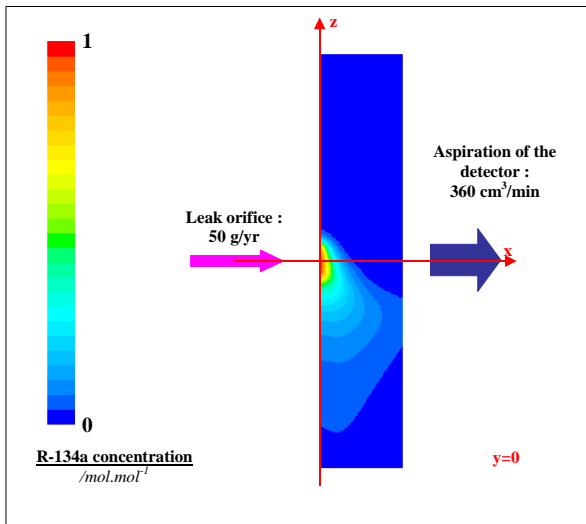 z
1
Aspiration of the
detector :
360 cm³/min
Leak orifice :
50 g/yr
x
0
R-134a concentration
/mol.mol⁻¹
y=0